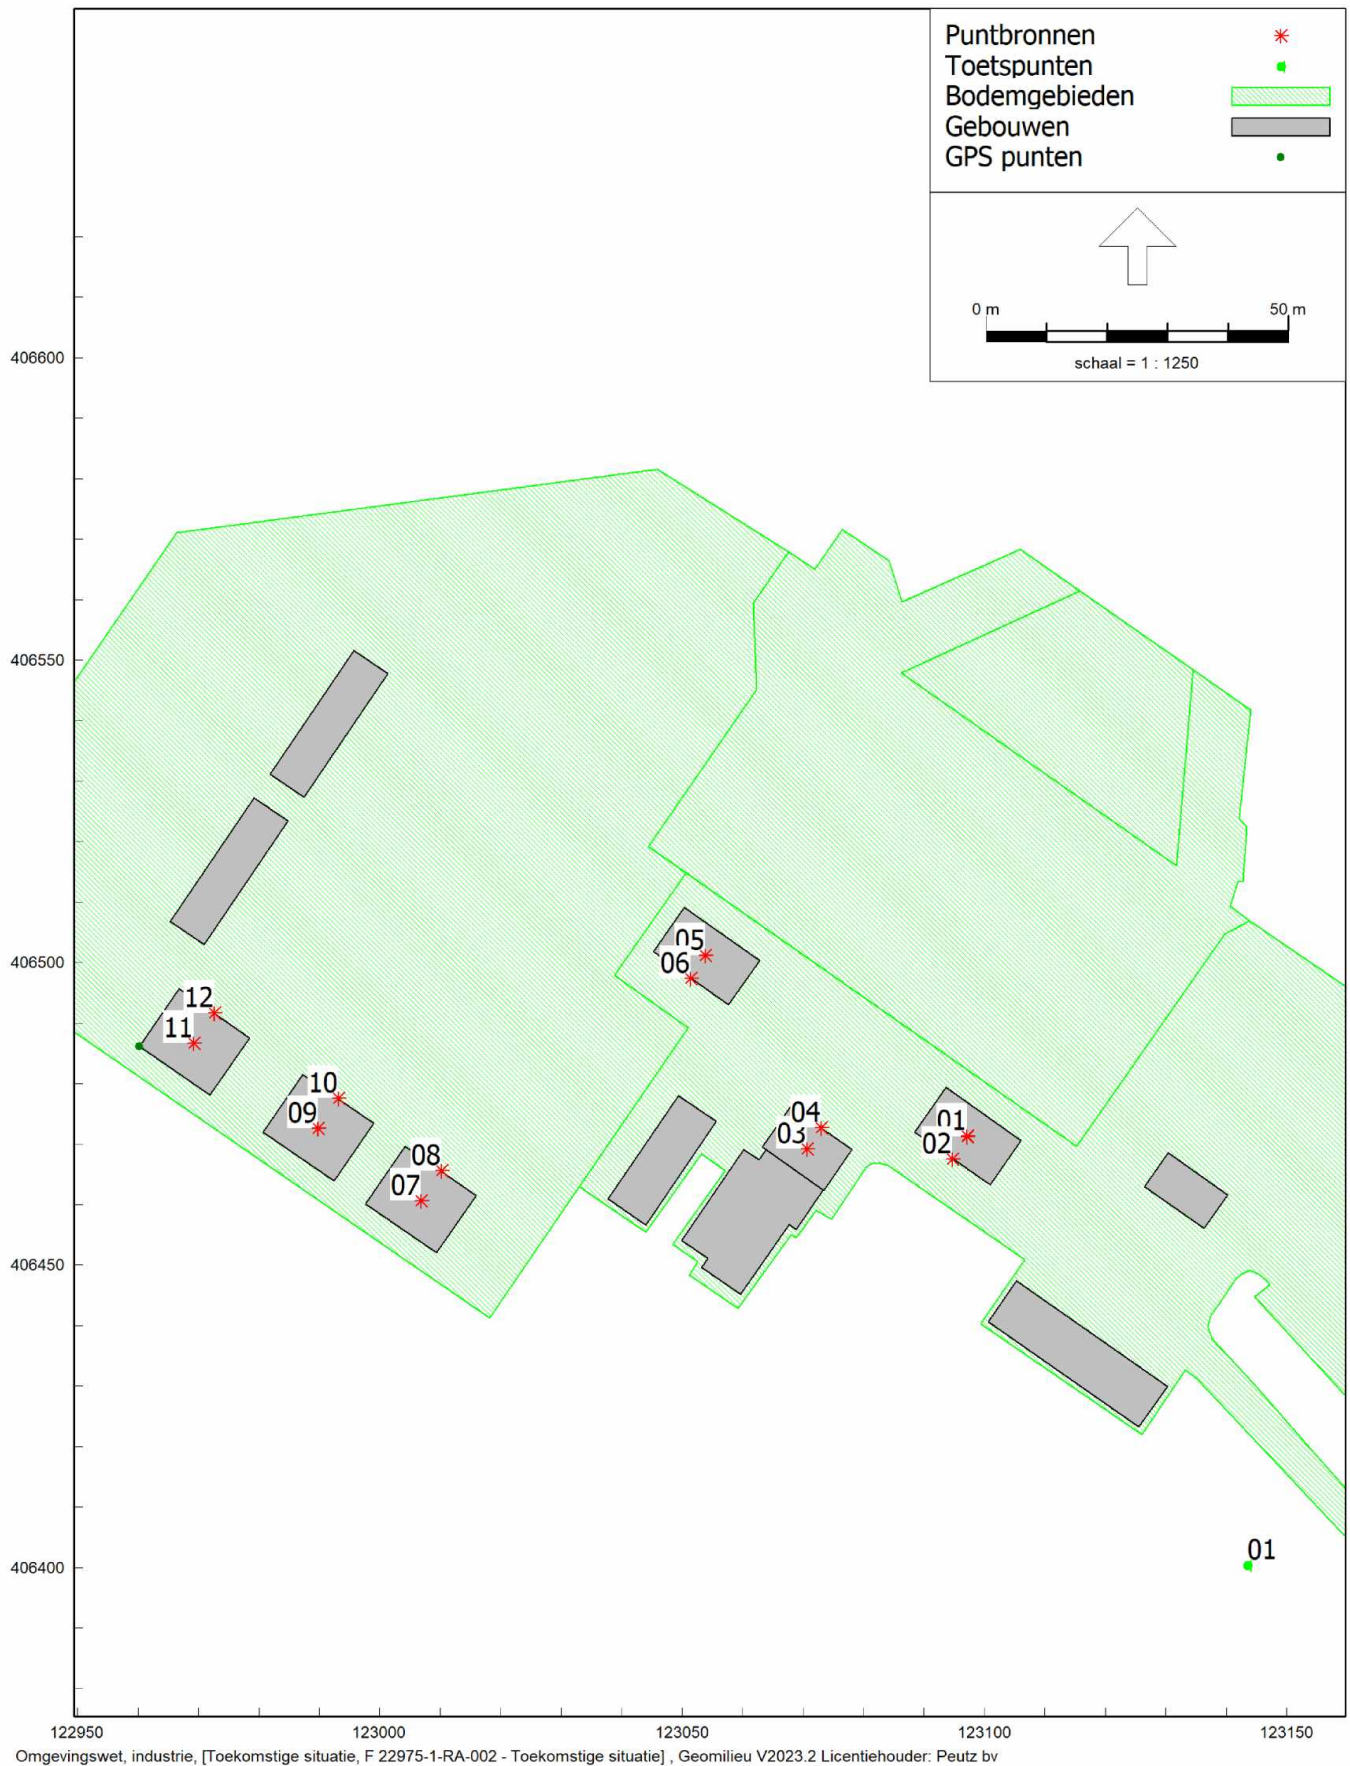 Puntbronnen
Toetspunten
Bodemgebieden
Gebouwen
GPS punten
0 m 50 m
schaal = 1 : 1250
406600
406550
406500
406450
406400
05
06
12
11
10
09
08
07
04
03
01
02
01
122950 123000 123050 123100 123150
Omgevingswet, industrie, [Toekomstige situatie, F 22975-1-RA-002 - Toekomstige situatie] , Geomilieu V2023.2 Licentiehouder: Peutz bv